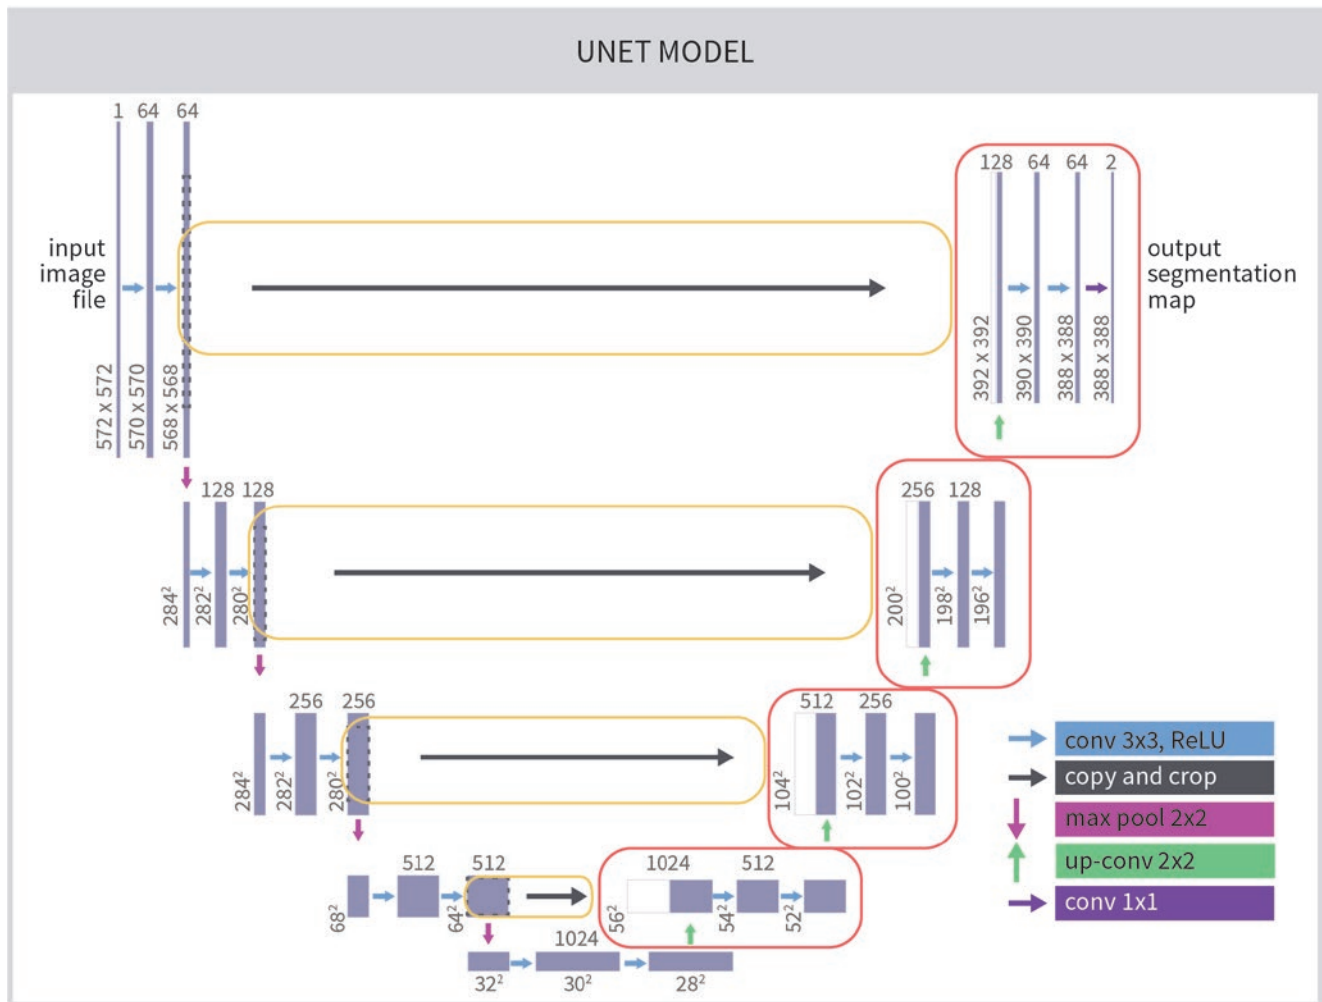 UNET MODEL
1 64 64
input
image
file
572 x 572
570 x 570
568 x 568
128 64 64 2
392 x 392
390 x 390
388 x 388
388 x 388
output
segmentation
map
128 128
284²
282²
280²
256 128
200²
198²
196²
256 256
284²
282²
280²
512 256
104²
102²
100²
512 512
68²
64²
1024 512
56²
54²
52²
1024
32²
30²
28²
conv 3x3, ReLU
copy and crop
max pool 2x2
up-conv 2x2
conv 1x1